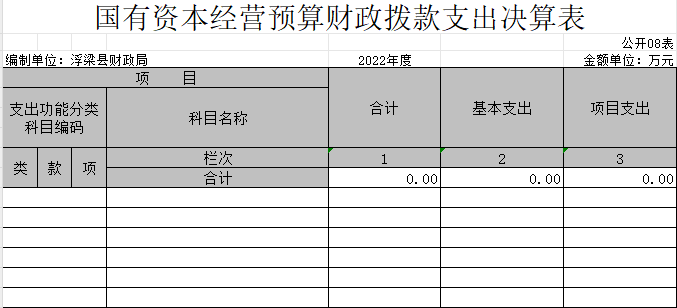 国有资本经营预算财政拨款支出决算表
公开08表
编制单位：浮梁县财政局 2022年度 金额单位：万元
项 目
支出功能分类科目编码 科目名称 合计 基本支出 项目支出
类 款 项 栏次 1 2 3
合计 0.00 0.00 0.00